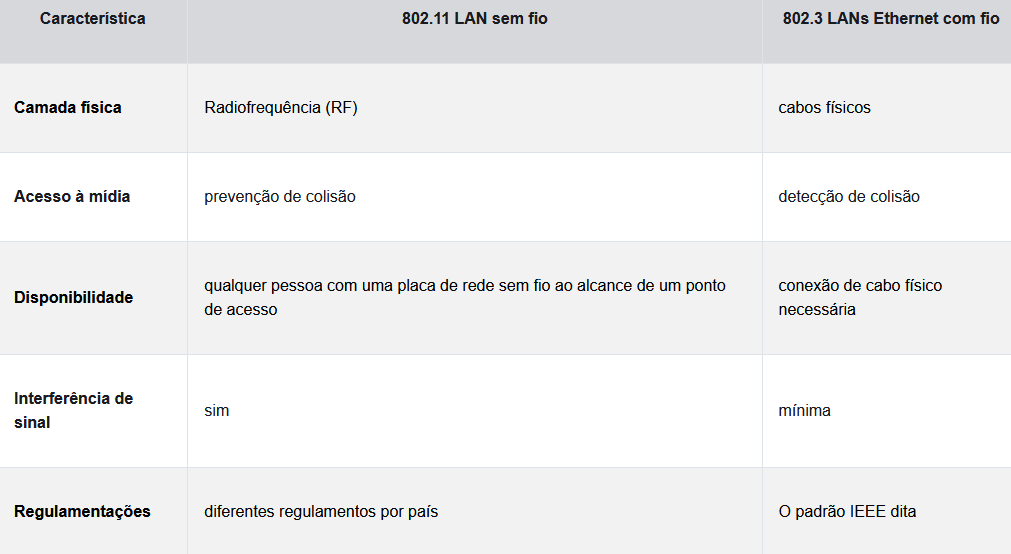 Característica
802.11 LAN sem fio
802.3 LANs Ethernet com fio
Camada física
Radiofrequência (RF)
cabos físicos
Acesso à mídia
prevenção de colisão
detecção de colisão
Disponibilidade
qualquer pessoa com uma placa de rede sem fio ao alcance de um ponto
de acesso
conexão de cabo físico
necessária
Interferência de
sinal
sim
mínima
Regulamentações
diferentes regulamentos por país
O padrão IEEE dita